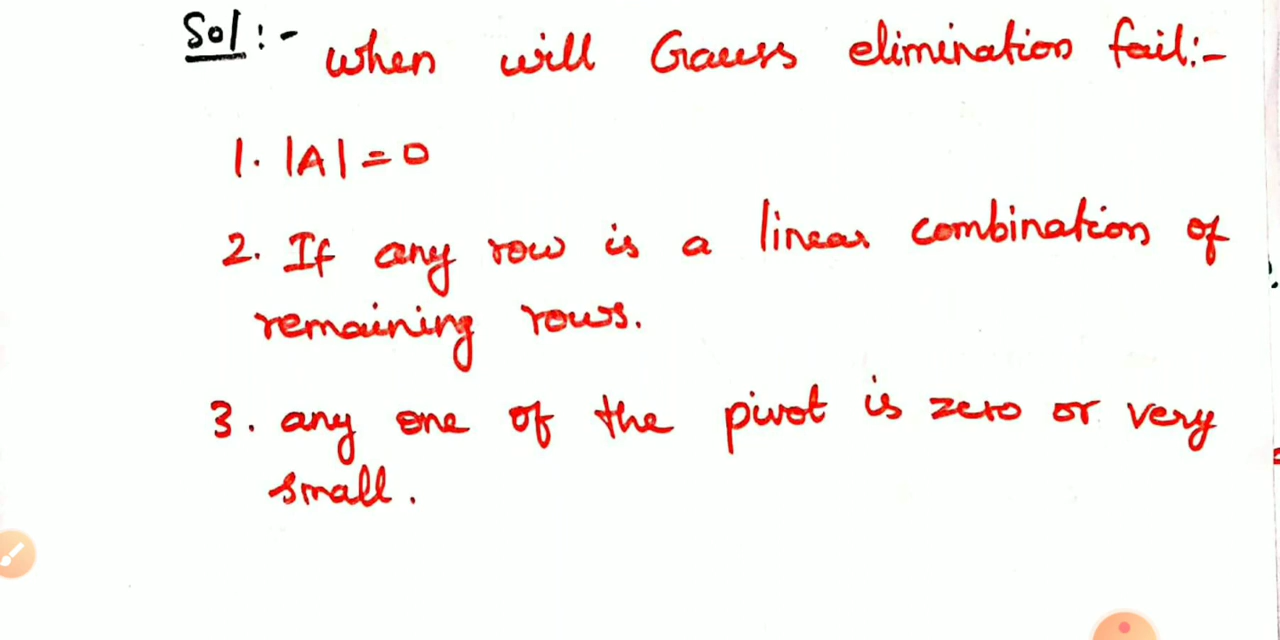 Sol :- When will Gauss elimination fail:-
1. |A| = 0
2. If any row is a linear combination of
remaining rows.
3. any one of the pivot is zero or very
small.